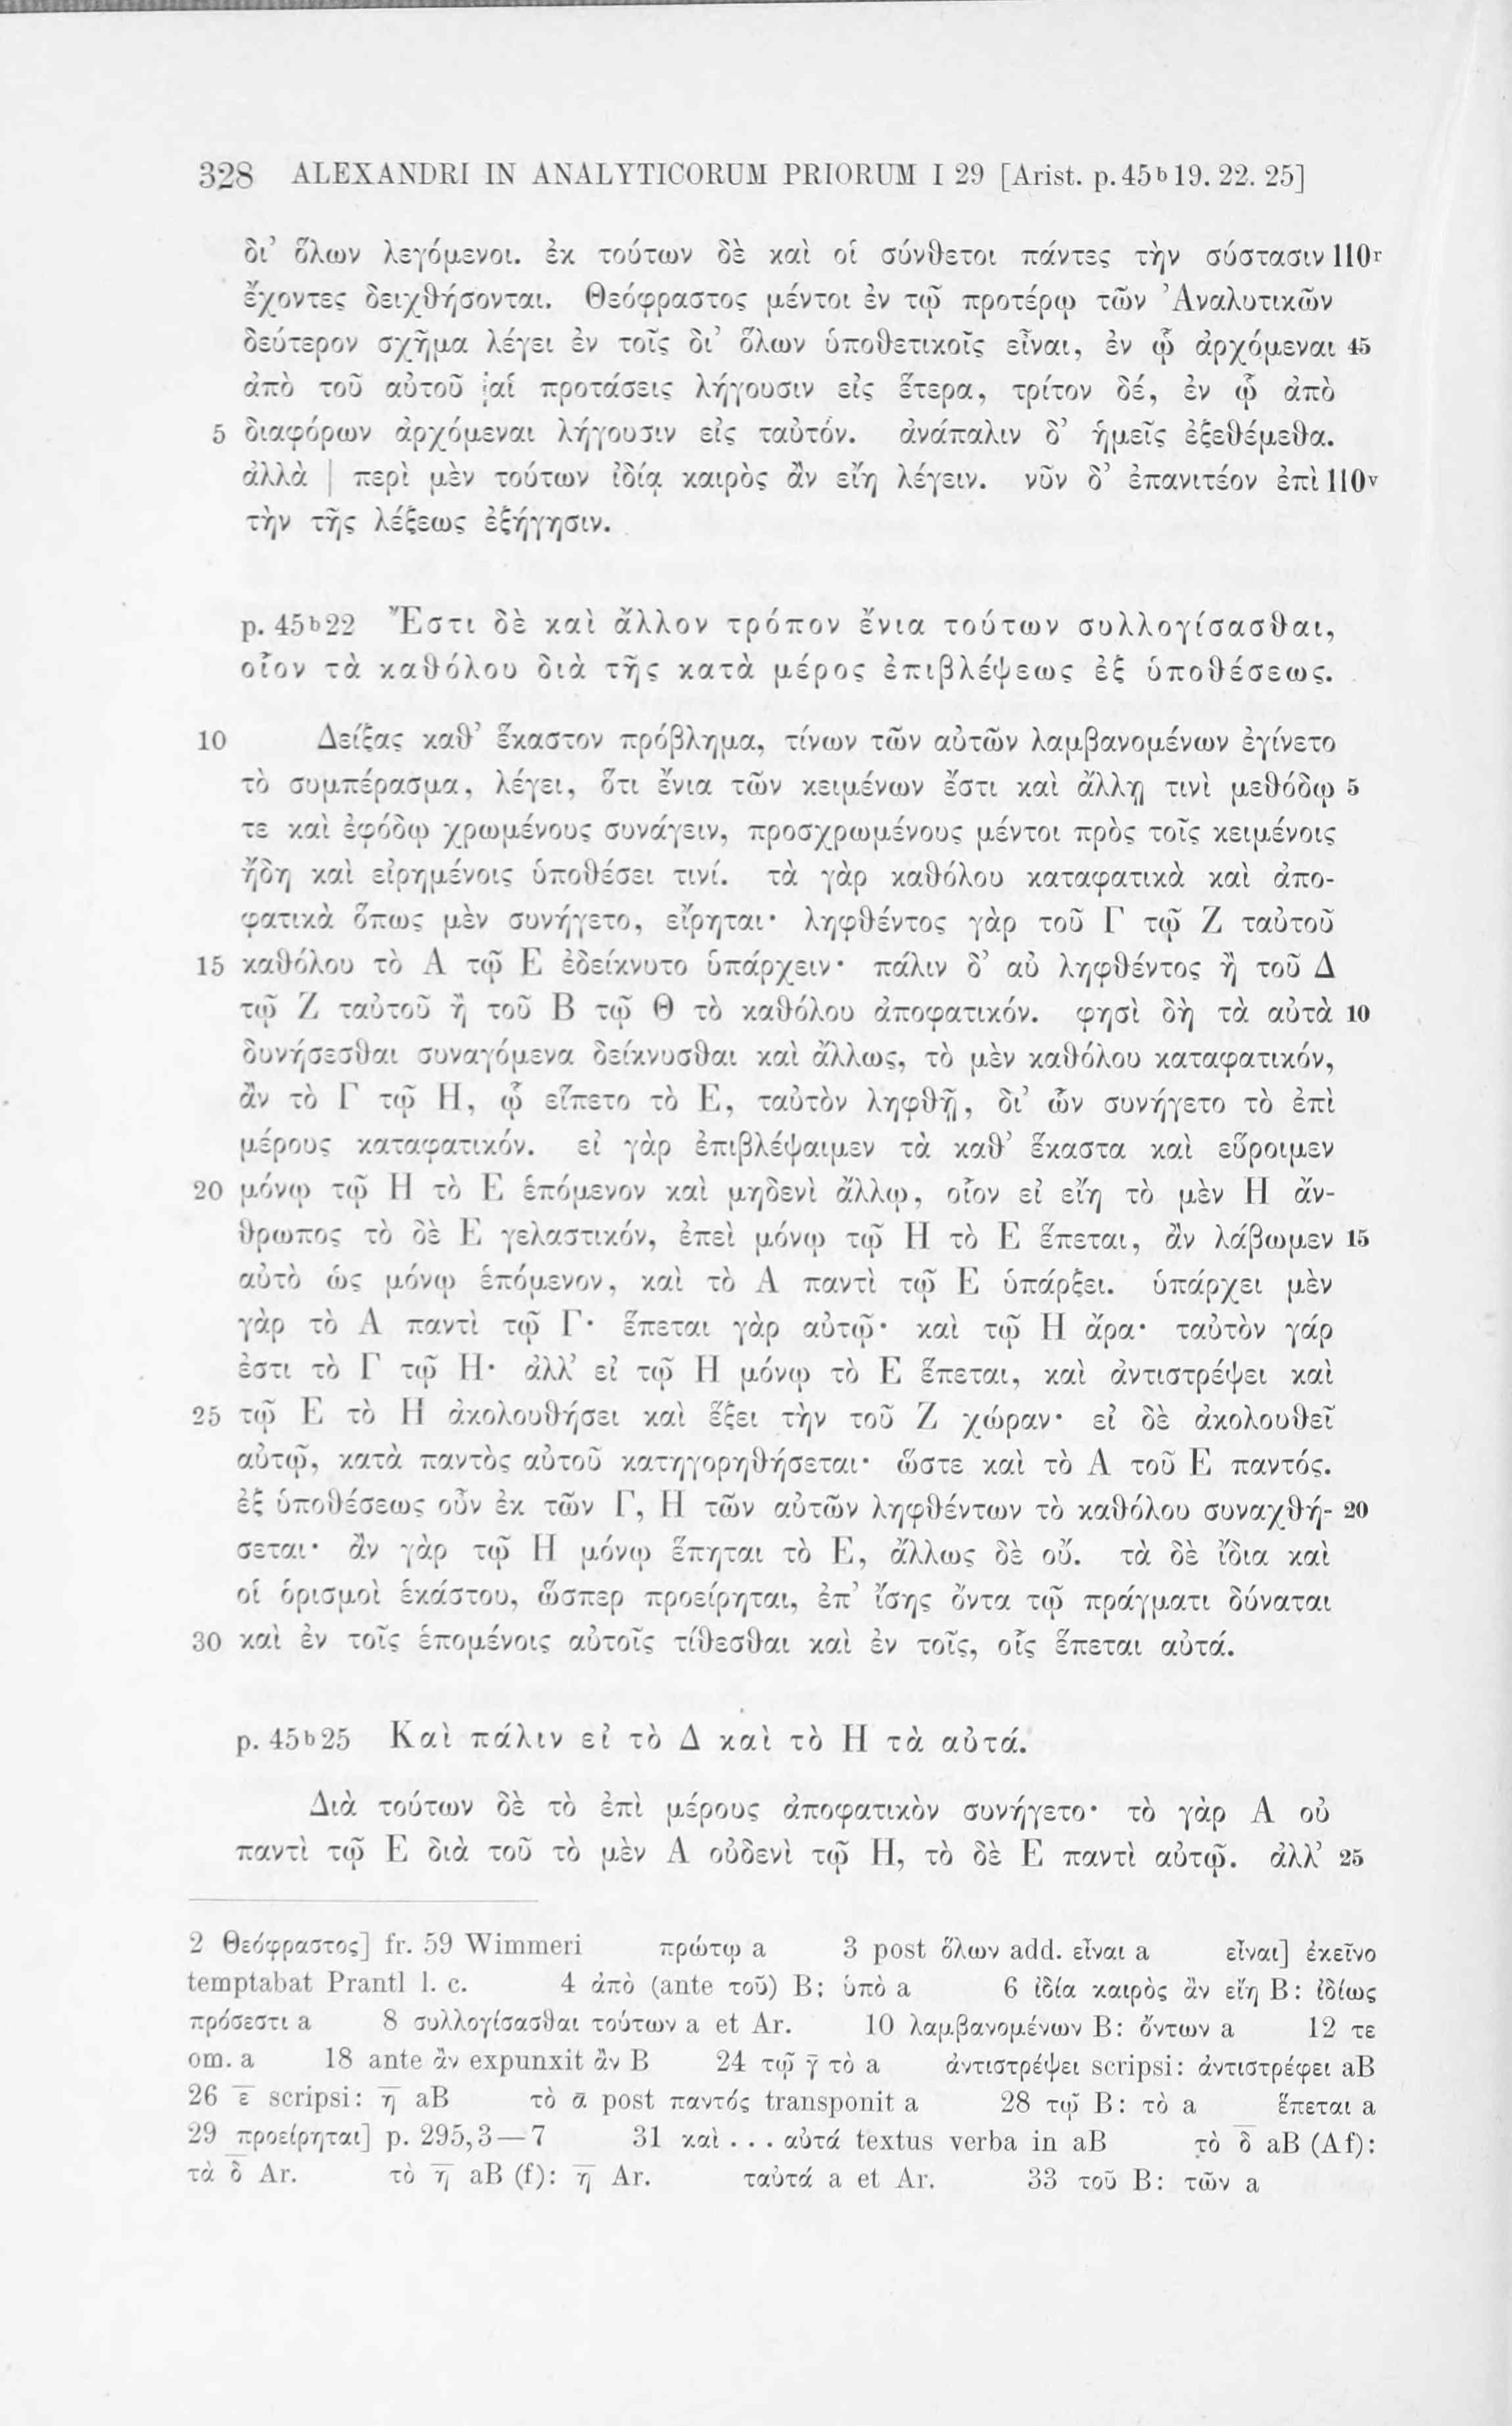 328 ALEXANDRI IN ANALYTICORUM PRIORUM I 29 [Arist. p. 45ᵇ19. 22. 25]
δι’ ὅλων λεγόμενοι. ἐκ τούτων δὲ καὶ οἱ σύνθετοι πάντες τὴν σύστασιν 110ʳ
ἔχοντες δειχθήσονται. Θεόφραστος μέντοι ἐν τῷ προτέρῳ τῶν Ἀναλυτικῶν
δεύτερον σχῆμα λέγει ἐν τοῖς δι’ ὅλων ὑποθετικοῖς εἶναι, ἐν ᾧ ἀρχόμεναι 45
ἀπὸ τοῦ αὐτοῦ αἱ προτάσεις λήγουσιν εἰς ἕτερα, τρίτον δέ, ἐν ᾧ ἀπὸ
5 διαφόρων ἀρχόμεναι λήγουσιν εἰς ταὐτόν. ἀνάπαλιν δ’ ἡμεῖς ἐξεθέμεθα.
ἀλλὰ | περὶ μὲν τούτων ἰδίᾳ καιρὸς ἂν εἴη λέγειν. νῦν δ’ ἐπανιτέον ἐπὶ 110ᵛ
τὴν τῆς λέξεως ἐξήγησιν.
p. 45ᵇ22 Ἔστι δὲ καὶ ἄλλον τρόπον ἔνια τούτων συλλογίσασθαι,
οἷον τὰ καθόλου διὰ τῆς κατὰ μέρος ἐπιβλέψεως ἐξ ὑποθέσεως.
10 Δείξας καθ’ ἕκαστον πρόβλημα, τίνων τῶν αὐτῶν λαμβανομένων ἐγίνετο
τὸ συμπέρασμα, λέγει, ὅτι ἔνια τῶν κειμένων ἔστι καὶ ἄλλῃ τινὶ μεθόδῳ 5
τε καὶ ἐφόδῳ χρωμένους συνάγειν, προσχρωμένους μέντοι πρὸς τοῖς κειμένοις
ἤδη καὶ εἰρημένοις ὑποθέσει τινί. τὰ γὰρ καθόλου καταφατικὰ καὶ ἀπο-
φατικὰ ὅπως μὲν συνήγετο, εἴρηται· ληφθέντος γὰρ τοῦ Γ τῷ Ζ ταὐτοῦ
15 καθόλου τὸ Α τῷ Ε ἐδείκνυτο ὑπάρχειν· πάλιν δ’ αὖ ληφθέντος ἢ τοῦ Δ
τῷ Ζ ταὐτοῦ ἢ τοῦ Β τῷ Θ τὸ καθόλου ἀποφατικόν. φησὶ δὴ τὰ αὐτὰ 10
δυνήσεσθαι συναγόμενα δείκνυσθαι καὶ ἄλλως, τὸ μὲν καθόλου καταφατικόν,
ἂν τὸ Γ τῷ Η, ᾧ εἵπετο τὸ Ε, ταὐτὸν ληφθῇ, δι’ ὧν συνήγετο τὸ ἐπὶ
μέρους καταφατικόν. εἰ γὰρ ἐπιβλέψαιμεν τὰ καθ’ ἕκαστα καὶ εὕροιμεν
20 μόνῳ τῷ Η τὸ Ε ἑπόμενον καὶ μηδενὶ ἄλλῳ, οἷον εἰ εἴη τὸ μὲν Η ἄν-
θρωπος τὸ δὲ Ε γελαστικόν, ἐπεὶ μόνῳ τῷ Η τὸ Ε ἕπεται, ἂν λάβωμεν 15
αὐτὸ ὡς μόνῳ ἑπόμενον, καὶ τὸ Α παντὶ τῷ Ε ὑπάρξει. ὑπάρχει μὲν
γὰρ τὸ Α παντὶ τῷ Γ· ἕπεται γὰρ αὐτῷ· καὶ τῷ Η ἄρα· ταὐτὸν γάρ
ἐστι τὸ Γ τῷ Η· ἀλλ’ εἰ τῷ Η μόνῳ τὸ Ε ἕπεται, καὶ ἀντιστρέψει καὶ
25 τῷ Ε τὸ Η ἀκολουθήσει καὶ ἕξει τὴν τοῦ Ζ χώραν· εἰ δὲ ἀκολουθεῖ
αὐτῷ, κατὰ παντὸς αὐτοῦ κατηγορηθήσεται· ὥστε καὶ τὸ Α τοῦ Ε παντός.
ἐξ ὑποθέσεως οὖν ἐκ τῶν Γ, Η τῶν αὐτῶν ληφθέντων τὸ καθόλου συναχθή- 20
σεται· ἂν γὰρ τῷ Η μόνῳ ἕπηται τὸ Ε, ἄλλως δὲ οὔ. τὰ δὲ ἴδια καὶ
οἱ ὁρισμοὶ ἑκάστου, ὥσπερ προείρηται, ἐπ’ ἴσης ὄντα τῷ πράγματι δύναται
30 καὶ ἐν τοῖς ἑπομένοις αὐτοῖς τίθεσθαι καὶ ἐν τοῖς, οἷς ἕπεται αὐτά.
p. 45ᵇ25 Καὶ πάλιν εἰ τὸ Δ καὶ τὸ Η τὰ αὐτά.
Διὰ τούτων δὲ τὸ ἐπὶ μέρους ἀποφατικὸν συνήγετο· τὸ γὰρ Α οὐ
παντὶ τῷ Ε διὰ τοῦ τὸ μὲν Α οὐδενὶ τῷ Η, τὸ δὲ Ε παντὶ αὐτῷ. ἀλλ’ 25
2 Θεόφραστος] fr. 59 Wimmeri πρώτῳ a 3 post ὅλων add. εἶναι a εἶναι] ἐκεῖνο
temptabat Prantl l. c. 4 ἀπὸ (ante τοῦ) B: ὑπὸ a 6 ἰδία καιρὸς ἂν εἴη B: ἰδίως
πρόσεστι a 8 συλλογίσασθαι τούτων a et Ar. 10 λαμβανομένων B: ὄντων a 12 τε
om. a 18 ante ἂν expunxit ἂν B 24 τῷ γ̄ τὸ a ἀντιστρέψει scripsi: ἀντιστρέφει aB
26 ε̄ scripsi: η̄ aB τὸ ᾱ post παντός transponit a 28 τῷ B: τὸ a ἕπεται a
29 προείρηται] p. 295,3—7 31 καὶ . . . αὐτά textus verba in aB τὸ δ̄ aB (Af):
τὰ δ̄ Ar. τὸ η̄ aB (f): η̄ Ar. ταὐτά a et Ar. 33 τοῦ B: τῶν a